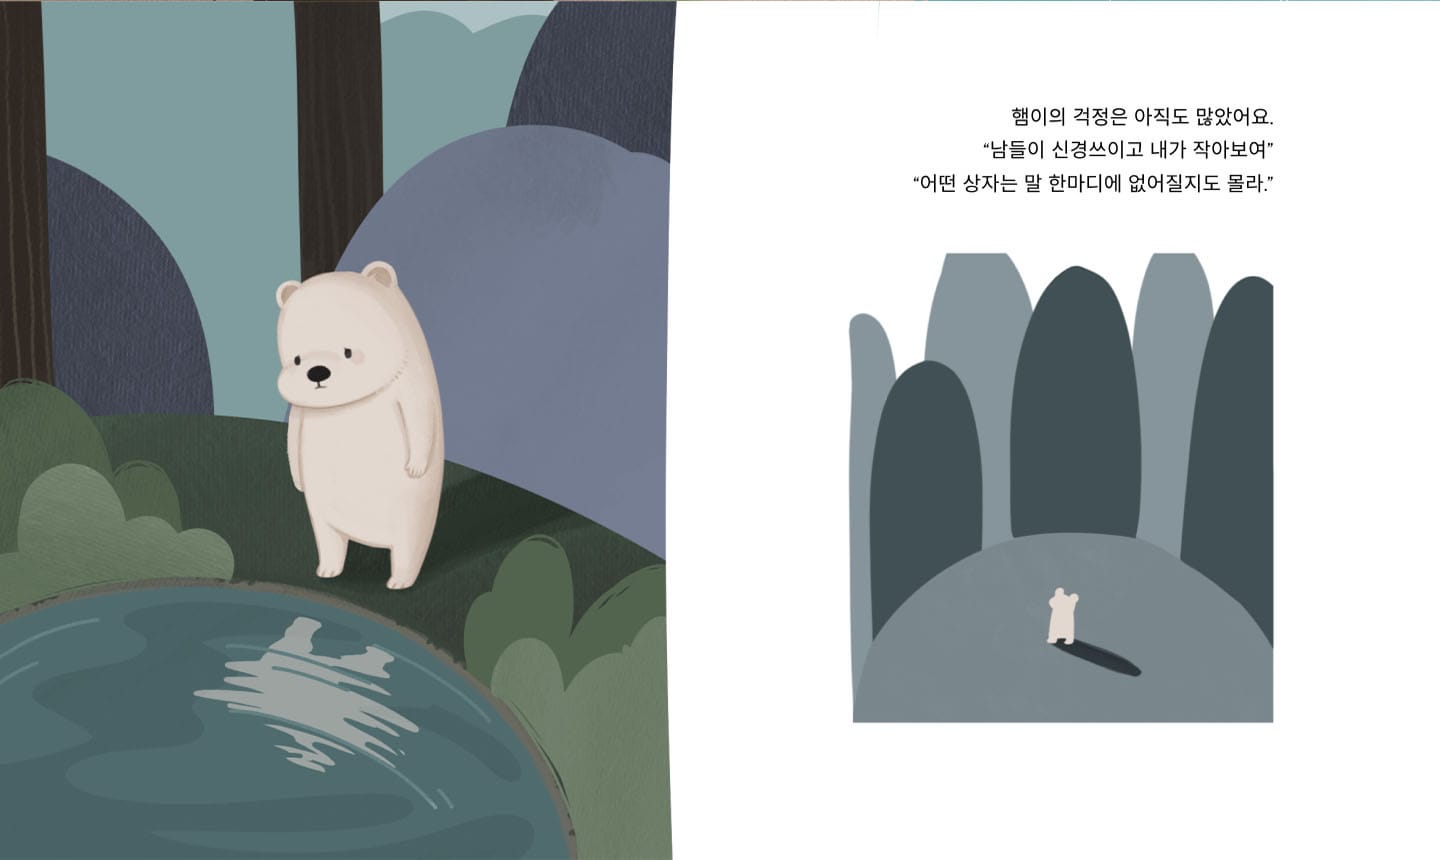 햄이의 걱정은 아직도 많았어요.
“남들이 신경쓰이고 내가 작아보여”
“어떤 상자는 말 한마디에 없어질지도 몰라.”